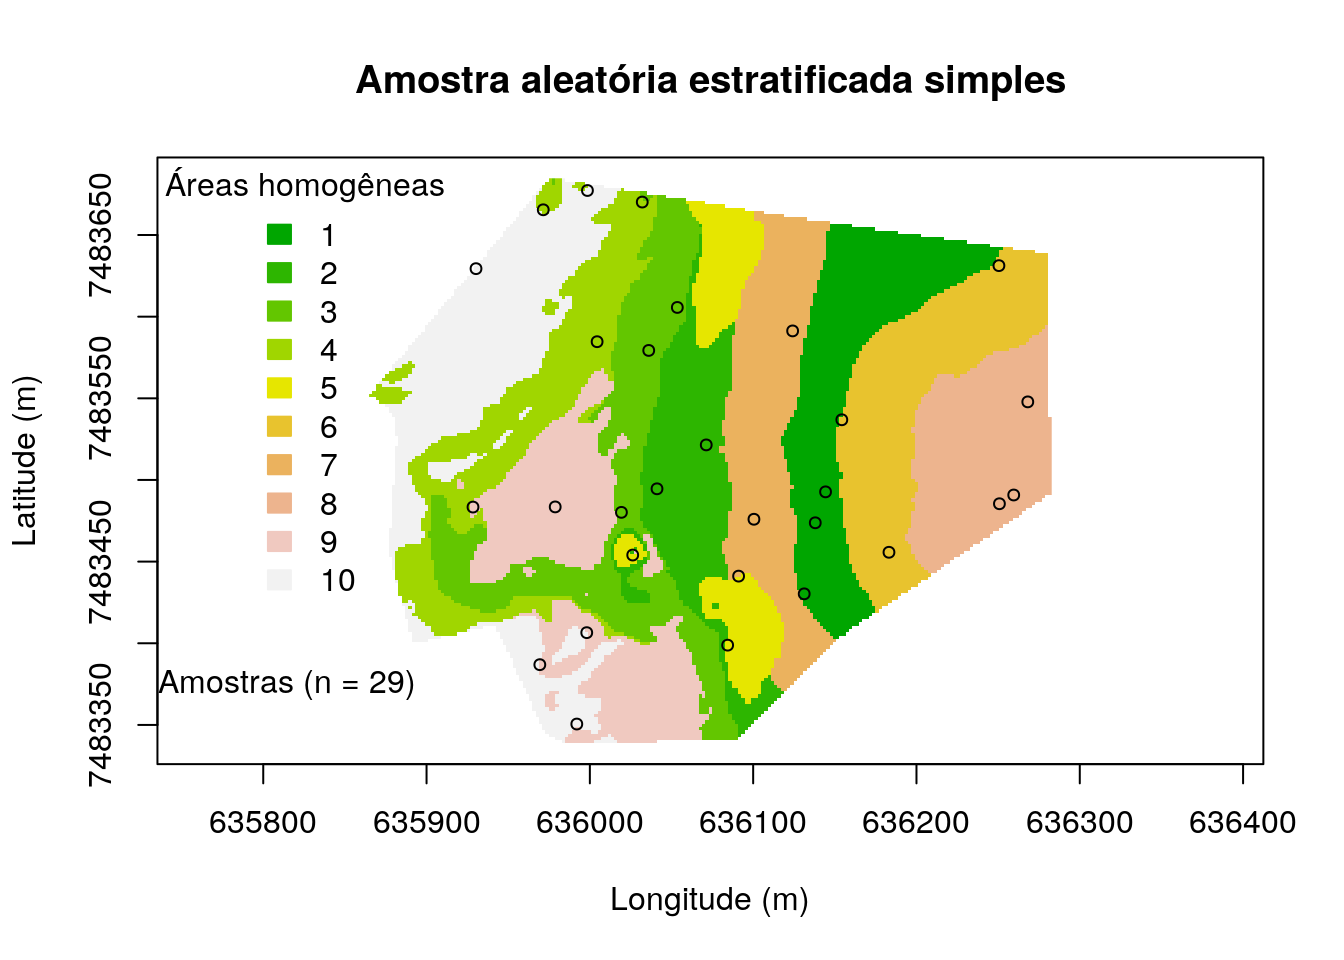 Amostra aleatória estratificada simples
Áreas homogêneas
1
2
3
4
5
6
7
8
9
10
Amostras (n = 29)
7483650
7483550
7483450
7483350
Latitude (m)
635800 635900 636000 636100 636200 636300 636400
Longitude (m)